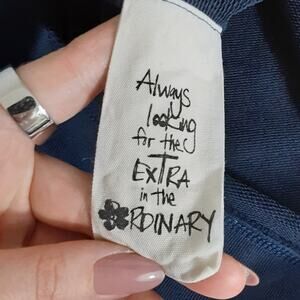 Always
looking
for the
EXTRA
in the
ORDINARY